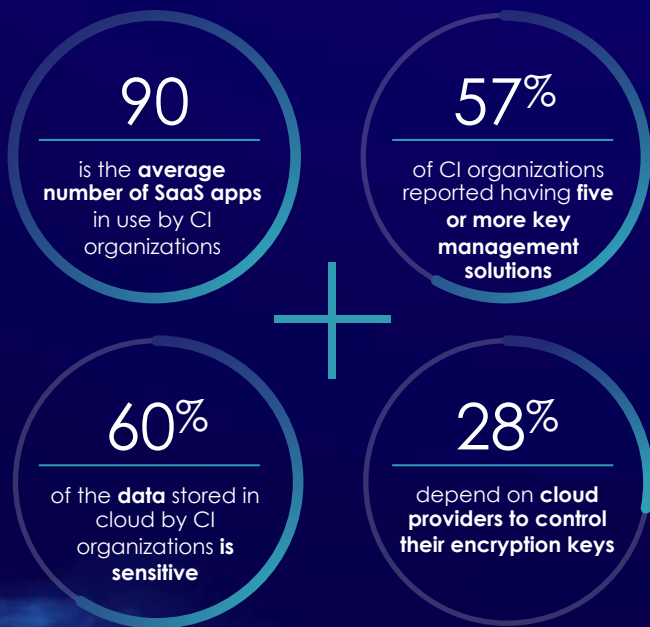 90
is the average
number of SaaS apps
in use by CI
organizations
57%
of CI organizations
reported having five
or more key
management
solutions
60%
of the data stored in
cloud by CI
organizations is
sensitive
28%
depend on cloud
providers to control
their encryption keys